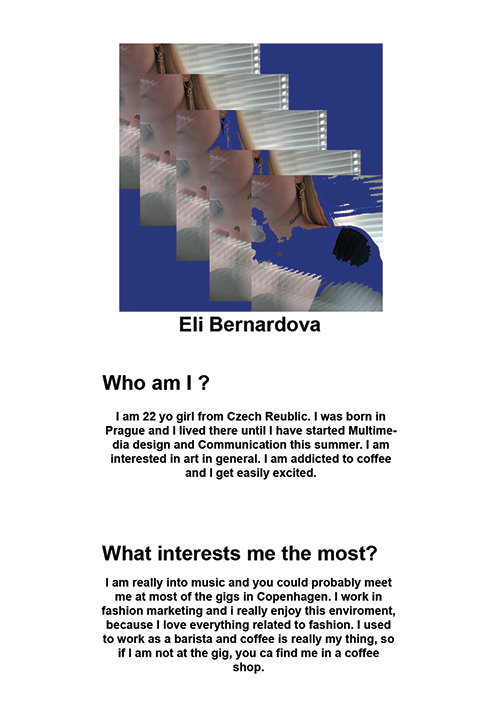 Eli Bernardova
Who am I ?
I am 22 yo girl from Czech Reublic. I was born in
Prague and I lived there until I have started Multime-
dia design and Communication this summer. I am
interested in art in general. I am addicted to coffee
and I get easily excited.
What interests me the most?
I am really into music and you could probably meet
me at most of the gigs in Copenhagen. I work in
fashion marketing and i really enjoy this enviroment,
because I love everything related to fashion. I used
to work as a barista and coffee is really my thing, so
if I am not at the gig, you ca find me in a coffee
shop.